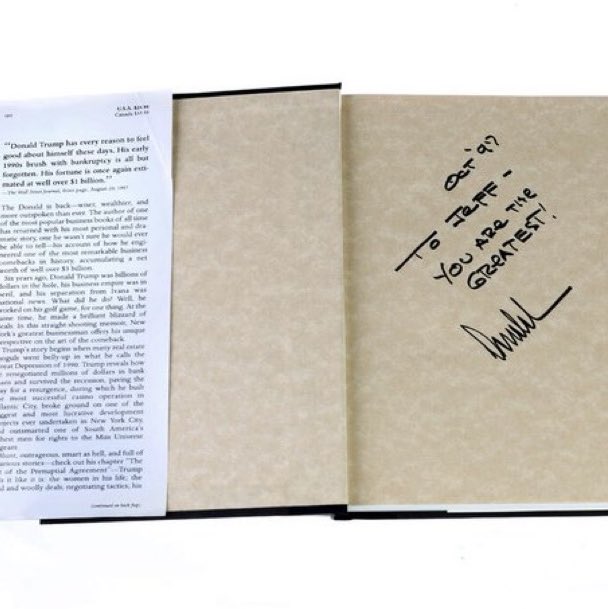 U.S.A. $25.00
"Donald Trump has every reason to feel
good about himself these days. His early
1990s brush with bankruptcy is all but
forgotten. His fortune is once again esti-
mated at well over $1 billion."
The Donald is back—wiser, wealthier, and
more outspoken than ever. The author of one
of the most popular business books of all time
has returned with his most personal and dra-
matic story, one he wasn't sure he would ever
be able to tell—his account of how he engi-
neered one of the most remarkable business
comebacks in history, accumulating a net
worth of well over $3 billion.
Six years ago, Donald Trump was billions of
dollars in the hole, his business empire was in
peril, and his separation from Ivana was
national news. What did he do? Well, he
worked on his golf game, for one thing. At the
same time, he made a brilliant blizzard of
deals. In this straight-shooting memoir, New
York's greatest businessman offers his unique
perspective on the art of the comeback.
Trump's story begins when many real estate
moguls went belly-up in what he calls the
Great Depression of 1990. Trump reveals how
he renegotiated millions of dollars in bank
loans and survived the recession, paving the
way for a resurgence, during which he built
the most successful casino operation in
Atlantic City, broke ground on one of the
biggest and most lucrative development
projects ever undertaken in New York City,
and outsmarted one of South America's
richest men for rights to the Miss Universe
pageant.
Blunt, outrageous, smart as hell, and full of
hilarious stories—check out his chapter "The
Art of the Prenuptial Agreement"—Trump
tells it like it is: the women in his life; the
wild and woolly deals, negotiating tactics, his
(continued on back flap)
OCT '97
TO JEFF -
YOU ARE THE
GREATEST!